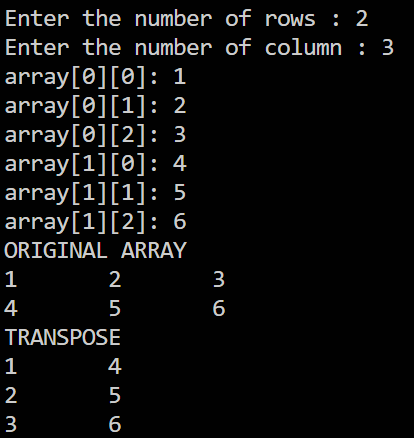 Enter the number of rows : 2
Enter the number of column : 3
array[0][0]: 1
array[0][1]: 2
array[0][2]: 3
array[1][0]: 4
array[1][1]: 5
array[1][2]: 6
ORIGINAL ARRAY
1       2       3
4       5       6
TRANSPOSE
1       4
2       5
3       6